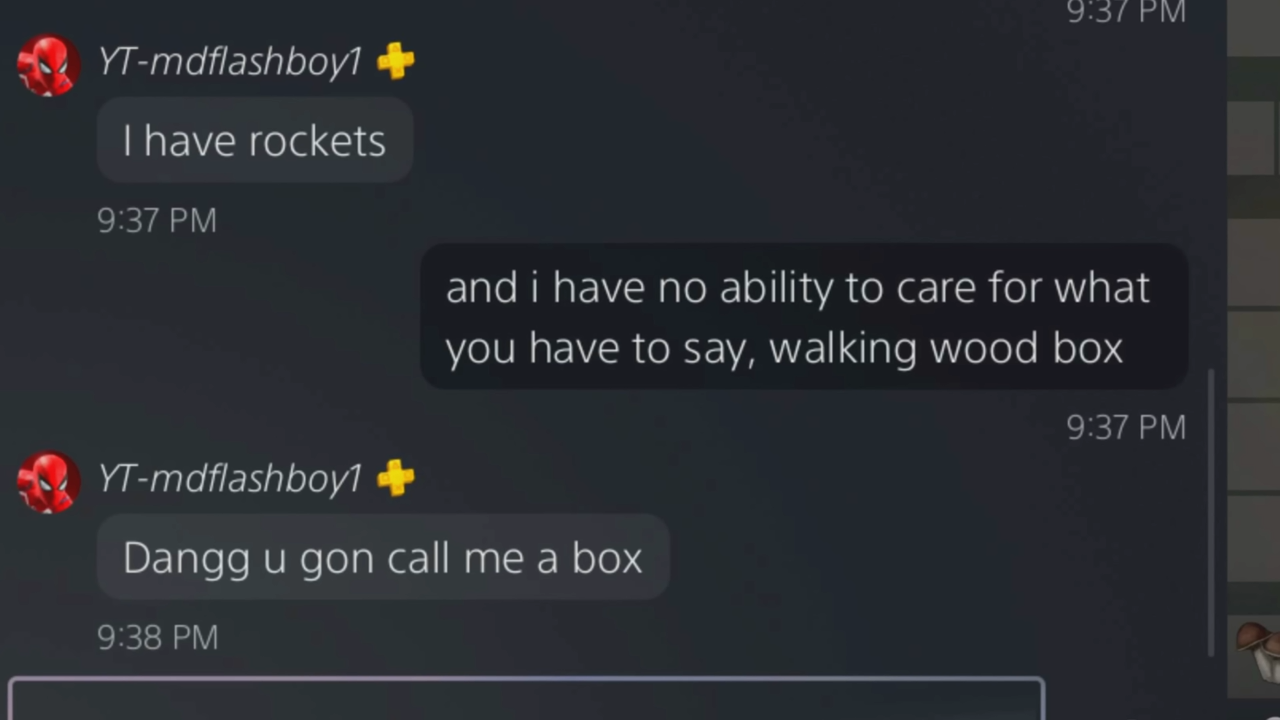 9:37 PM
YT-mdflashboy1
I have rockets
9:37 PM
and i have no ability to care for what
you have to say, walking wood box
9:37 PM
YT-mdflashboy1
Dangg u gon call me a box
9:38 PM